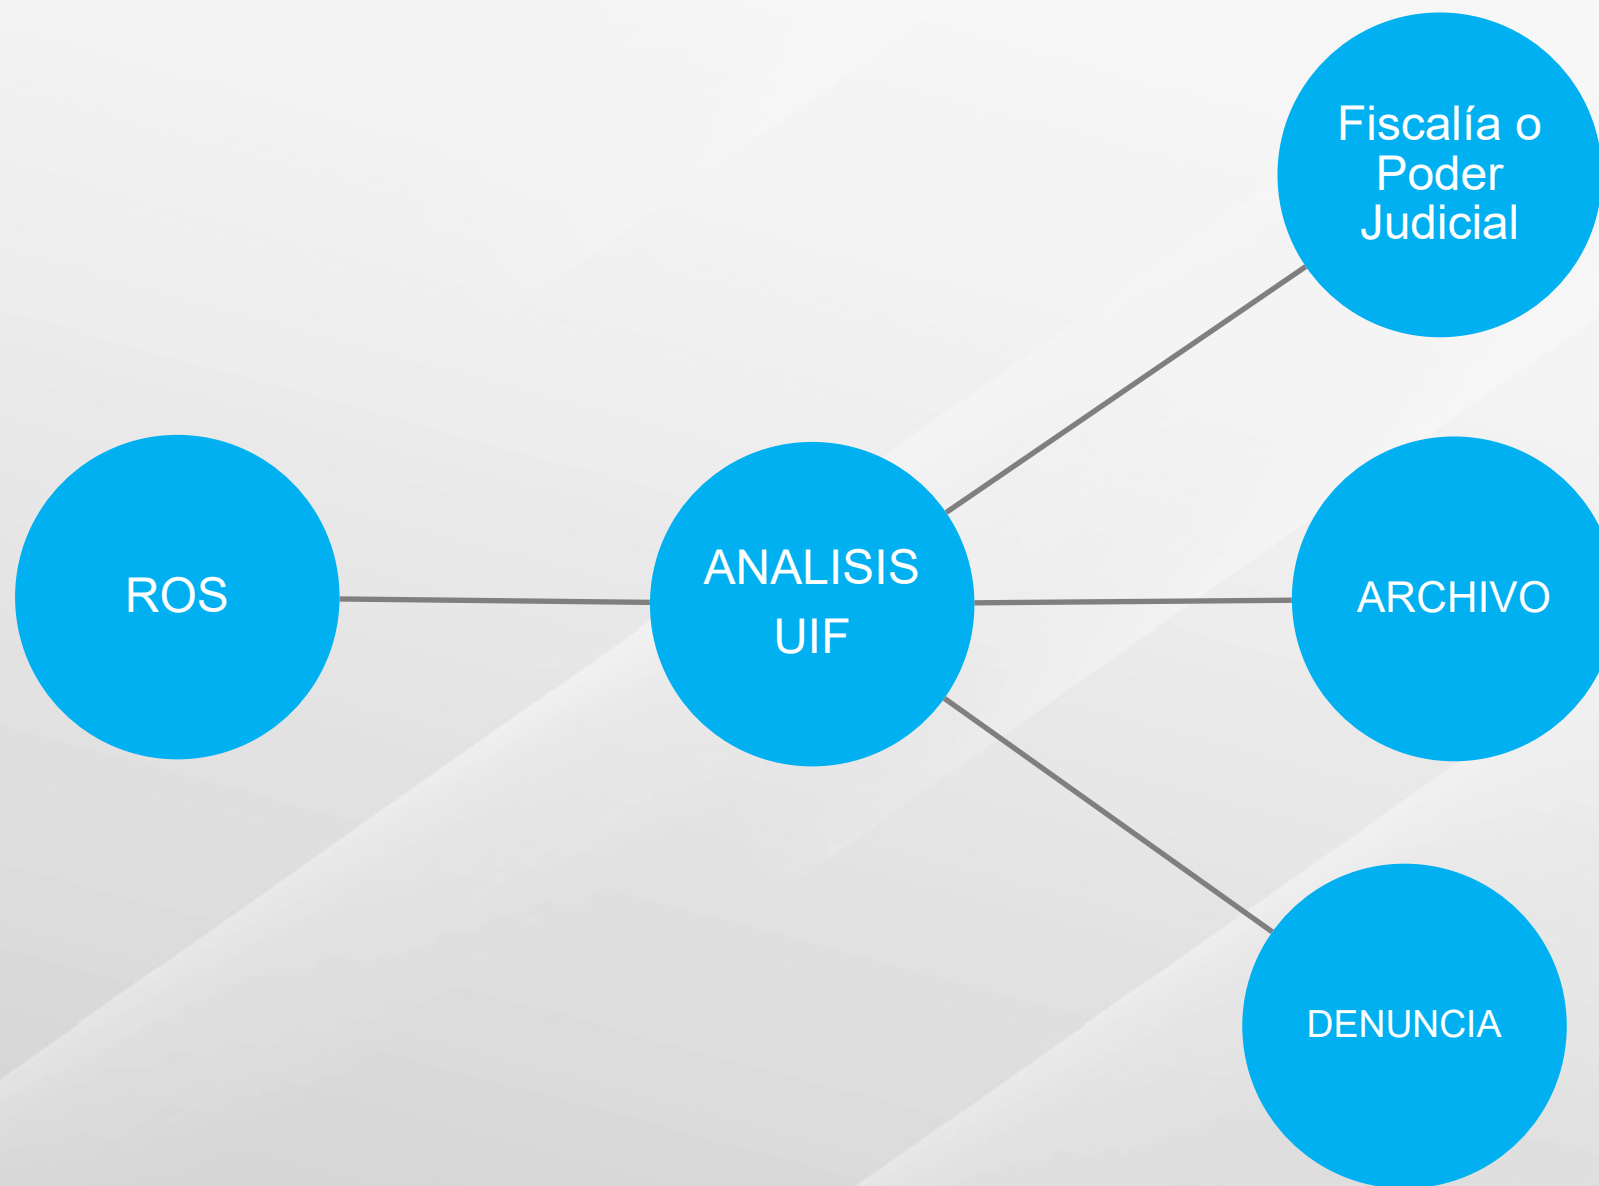 ROS
ANALISIS
UIF
Fiscalía o
Poder
Judicial
ARCHIVO
DENUNCIA